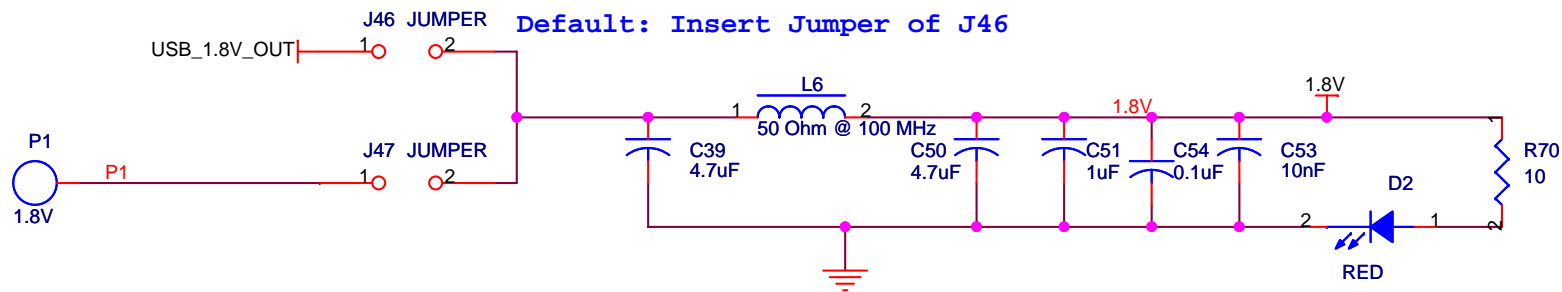 J46 JUMPER
Default: Insert Jumper of J46
USB_1.8V_OUT
1
2
L6
1
2
50 Ohm @ 100 MHz
1.8V
1.8V
P1
P1
1.8V
J47 JUMPER
1
2
C39
4.7uF
C50
4.7uF
C51
1uF
C54
0.1uF
C53
10nF
1
R70
10
2
D2
2
1
RED